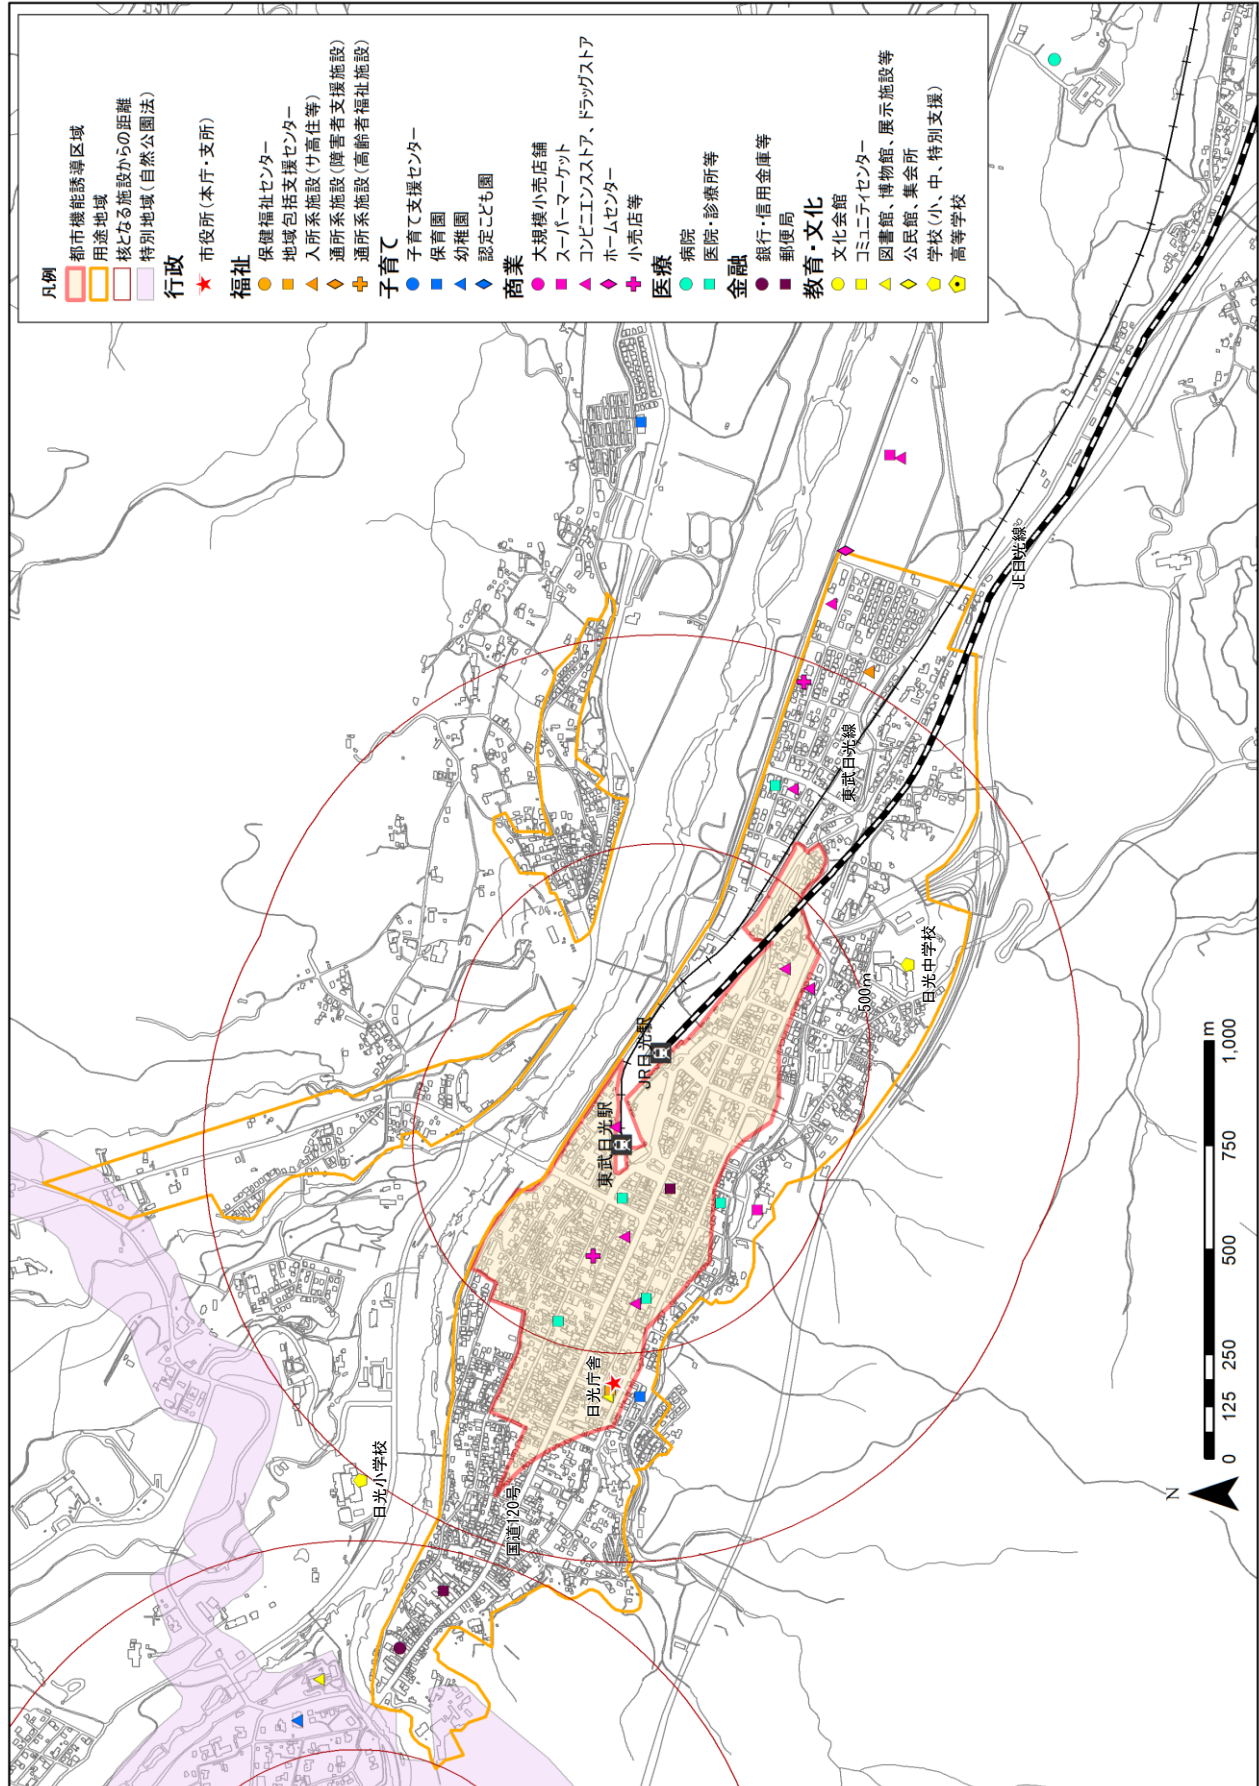 凡例
都市機能誘導区域
用途地域
核となる施設からの距離
特別地域(自然公園法)
行政
市役所(本庁・支所)
福祉
保健福祉センター
地域包括支援センター
入所系施設(サ高住等)
通所系施設(障害者支援施設)
通所系施設(高齢者福祉施設)
子育て
子育て支援センター
保育園
幼稚園
認定こども園
商業
大規模小売店舗
スーパーマーケット
コンビニエンスストア、ドラッグストア
ホームセンター
小売店等
医療
病院
医院・診療所等
金融
銀行・信用金庫等
郵便局
教育・文化
文化会館
コミュニティセンター
図書館、博物館、展示施設等
公民館、集会所
学校(小、中、特別支援)
高等学校
日光小学校
国道120号
日光庁舎
東武日光駅
JR日光駅
500m
日光中学校
東武日光線
JE日光線
N
0 125 250 500 750 1,000 m